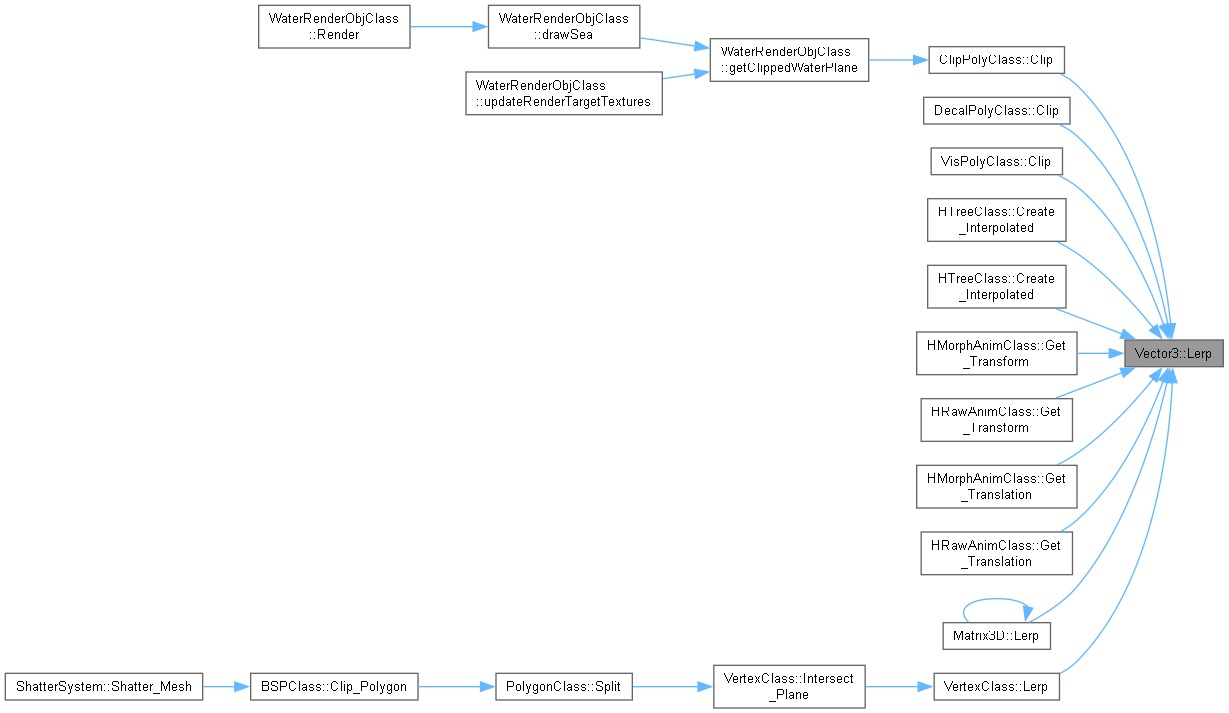 WaterRenderObjClass
::Render
WaterRenderObjClass
::drawSea
WaterRenderObjClass
::getClippedWaterPlane
WaterRenderObjClass
::updateRenderTargetTextures
ClipPolyClass::Clip
DecalPolyClass::Clip
VisPolyClass::Clip
HTreeClass::Create
_Interpolated
HTreeClass::Create
_Interpolated
HMorphAnimClass::Get
_Transform
HRawAnimClass::Get
_Transform
HMorphAnimClass::Get
_Translation
HRawAnimClass::Get
_Translation
Matrix3D::Lerp
Vector3::Lerp
ShatterSystem::Shatter_Mesh
BSPClass::Clip_Polygon
PolygonClass::Split
VertexClass::Intersect
_Plane
VertexClass::Lerp